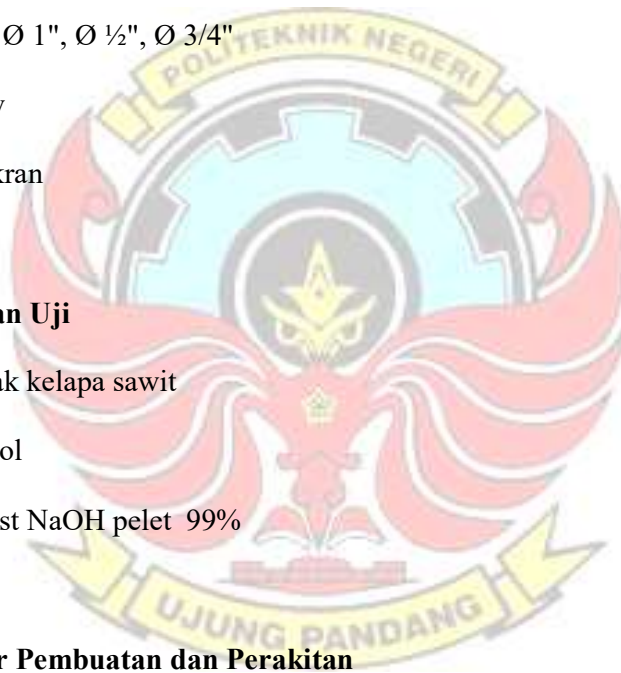 Ø 1", Ø ½", Ø 3/4"
POLITEKNIK NEGERI
kran
an Uji
ak kelapa sawit
ol
st NaOH pelet 99%
UJUNG PANDANG
r Pembuatan dan Perakitan